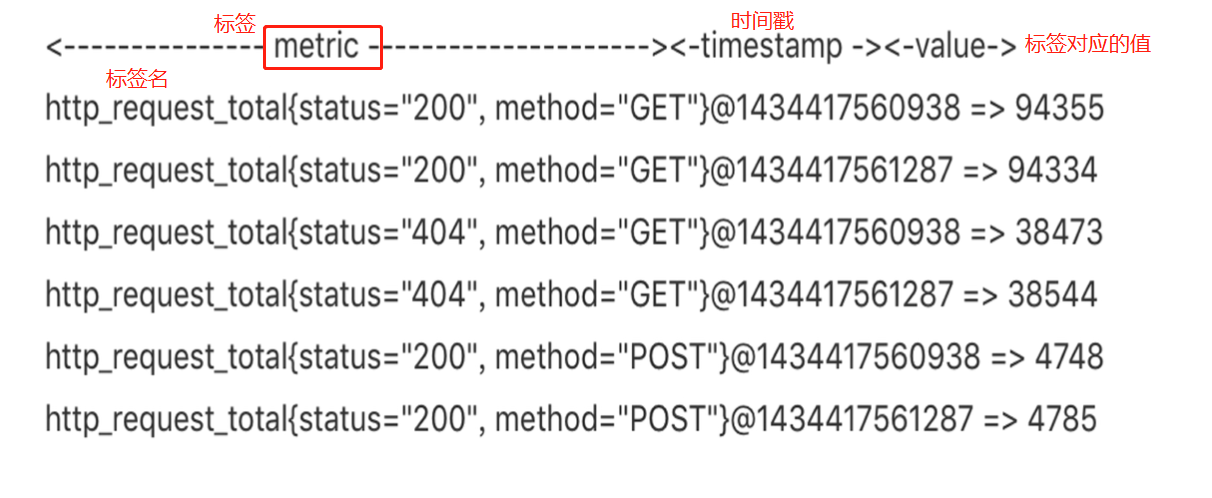 标签 时间戳
<--------------- metric --------------------><-timestamp -><-value-> 标签对应的值
标签名
http_request_total{status="200", method="GET"}@1434417560938 => 94355
http_request_total{status="200", method="GET"}@1434417561287 => 94334
http_request_total{status="404", method="GET"}@1434417560938 => 38473
http_request_total{status="404", method="GET"}@1434417561287 => 38544
http_request_total{status="200", method="POST"}@1434417560938 => 4748
http_request_total{status="200", method="POST"}@1434417561287 => 4785